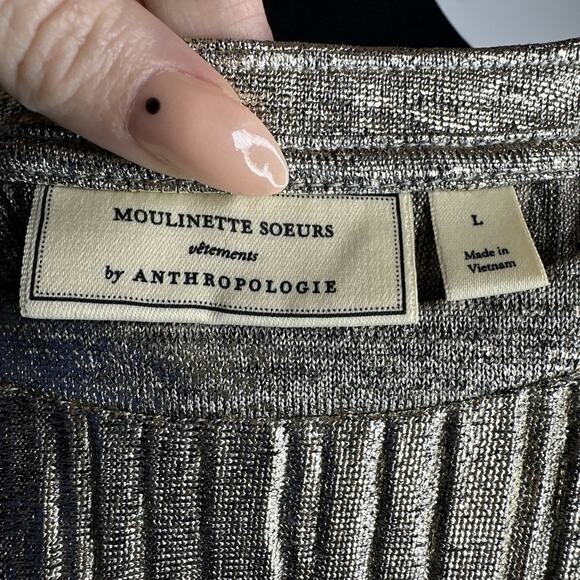 MOULINETTE SOEURS
vêtements
by ANTHROPOLOGIE
L
Made in
Vietnam